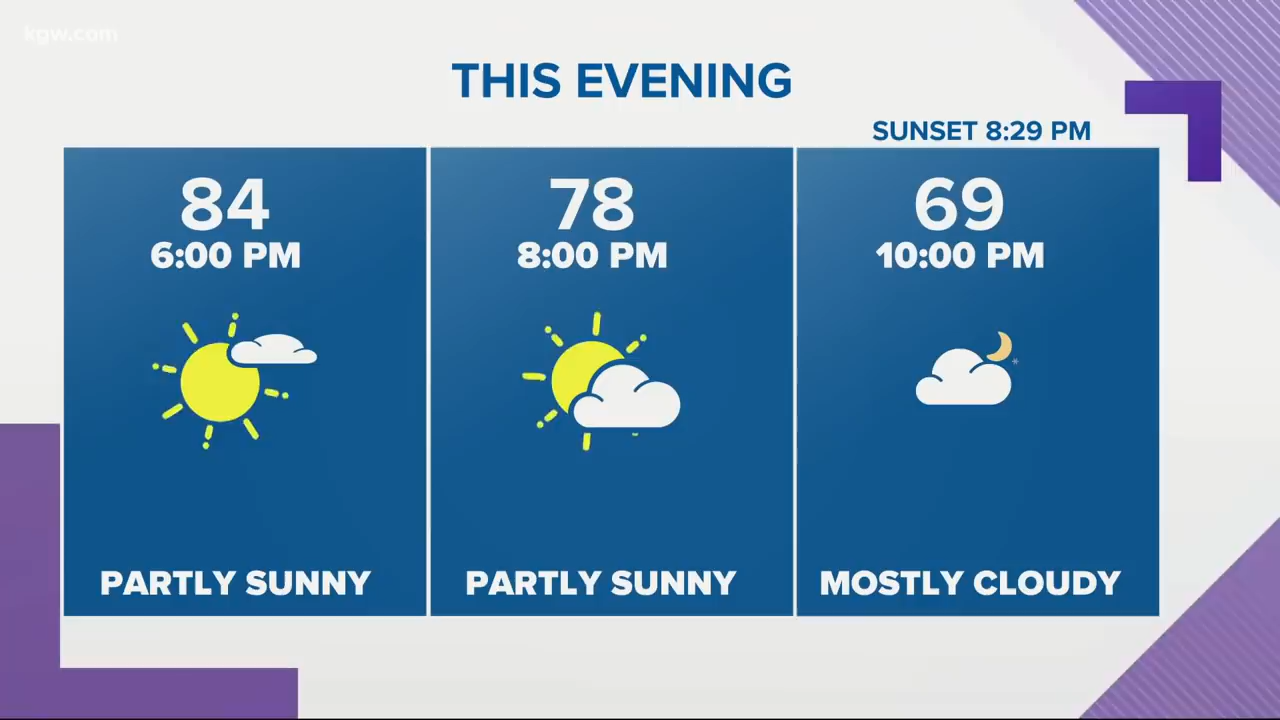 kgw.com
THIS EVENING
SUNSET 8:29 PM
84
6:00 PM
PARTLY SUNNY
78
8:00 PM
PARTLY SUNNY
69
10:00 PM
MOSTLY CLOUDY